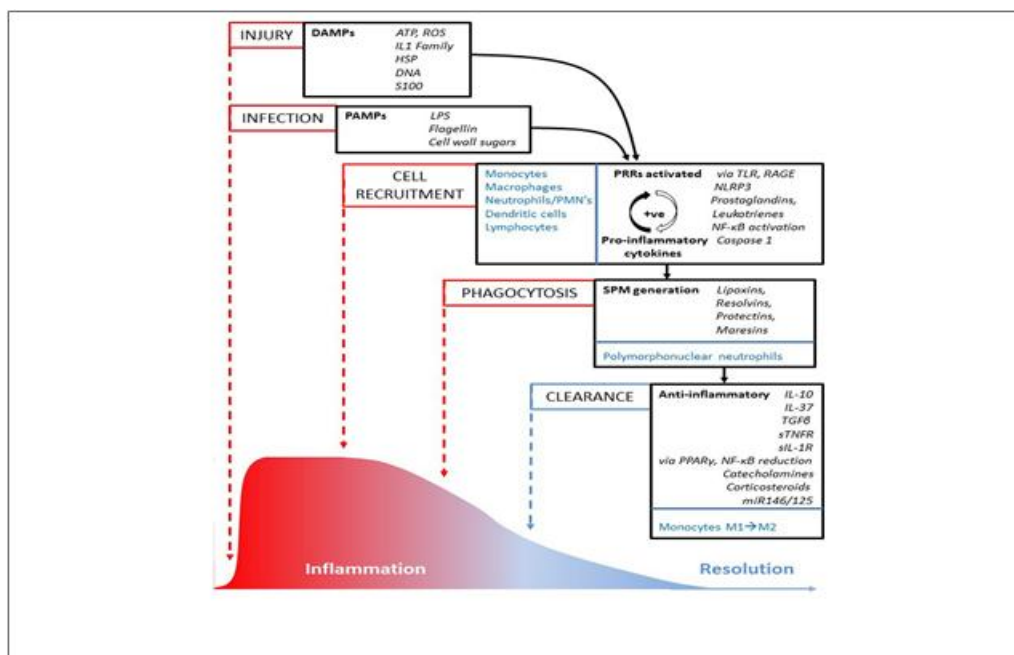 INJURY
DAMPs ATP, ROS
IL1 Family
HSP
DNA
S100
INFECTION
PAMPs LPS
Flagellin
Cell wall sugars
CELL
RECRUITMENT
Monocytes
Macrophages
Neutrophils/PMN's
Dendritic cells
Lymphocytes
PRRs activated via TLR, RAGE
NLRP3
Prostaglandins,
+ve Leukotrienes
NF-κB activation
Pro-inflammatory Caspase 1
cytokines
PHAGOCYTOSIS
SPM generation Lipoxins,
Resolvins,
Protectins,
Maresins
Polymorphonuclear neutrophils
CLEARANCE
Anti-inflammatory IL-10
IL-37
TGFβ
sTNFR
sIL-1R
via PPARγ, NF-κB reduction
Catecholamines
Corticosteroids
miR146/125
Monocytes M1→M2
Inflammation
Resolution